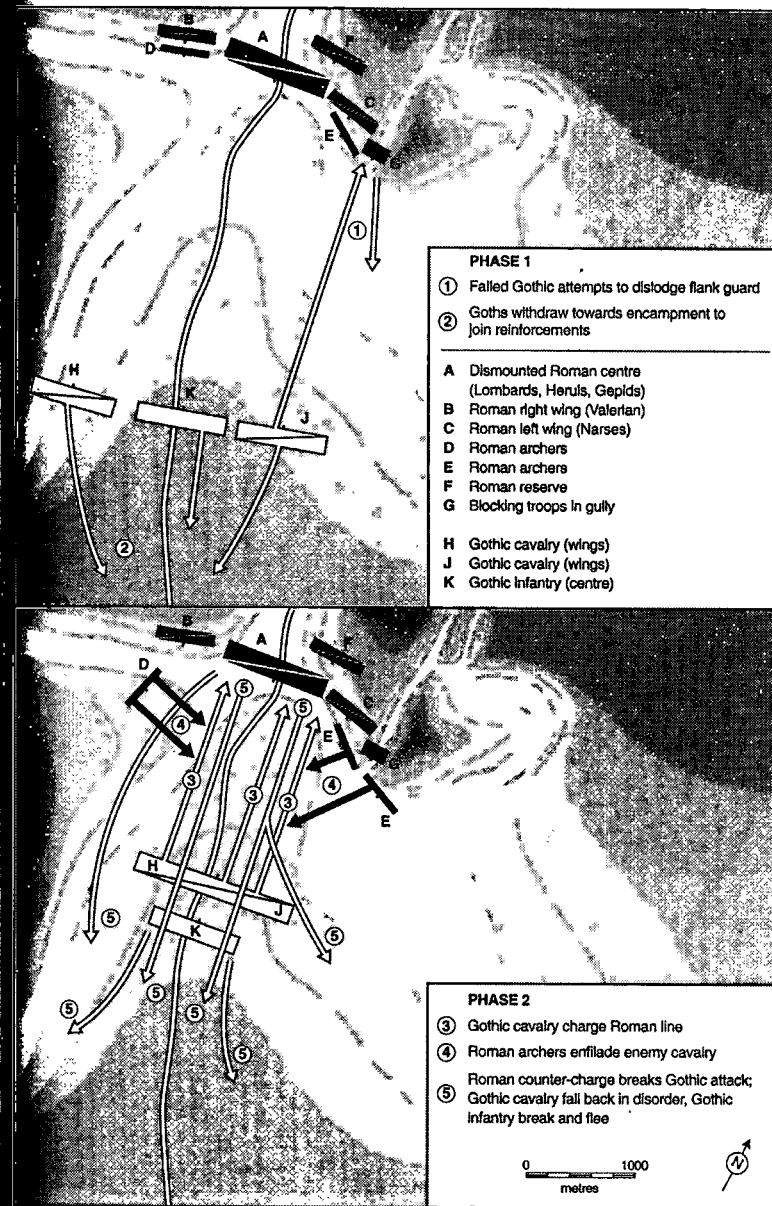 B
D
A
F
C
E
G
1
PHASE 1
1 Failed Gothic attempts to dislodge flank guard
2 Goths withdraw towards encampment to
join reinforcements
A Dismounted Roman centre
(Lombards, Heruls, Gepids)
B Roman right wing (Valerian)
C Roman left wing (Narses)
D Roman archers
E Roman archers
F Roman reserve
G Blocking troops in gully
H Gothic cavalry (wings)
J Gothic cavalry (wings)
K Gothic infantry (centre)
H
K
J
2
B
A
F
D
5
5
C
4
E
G
3
3
3
4
E
H
J
5
K
5
5
5
5
5
PHASE 2
3 Gothic cavalry charge Roman line
4 Roman archers enfilade enemy cavalry
5 Roman counter-charge breaks Gothic attack;
Gothic cavalry fall back in disorder, Gothic
infantry break and flee
0 1000
metres
N